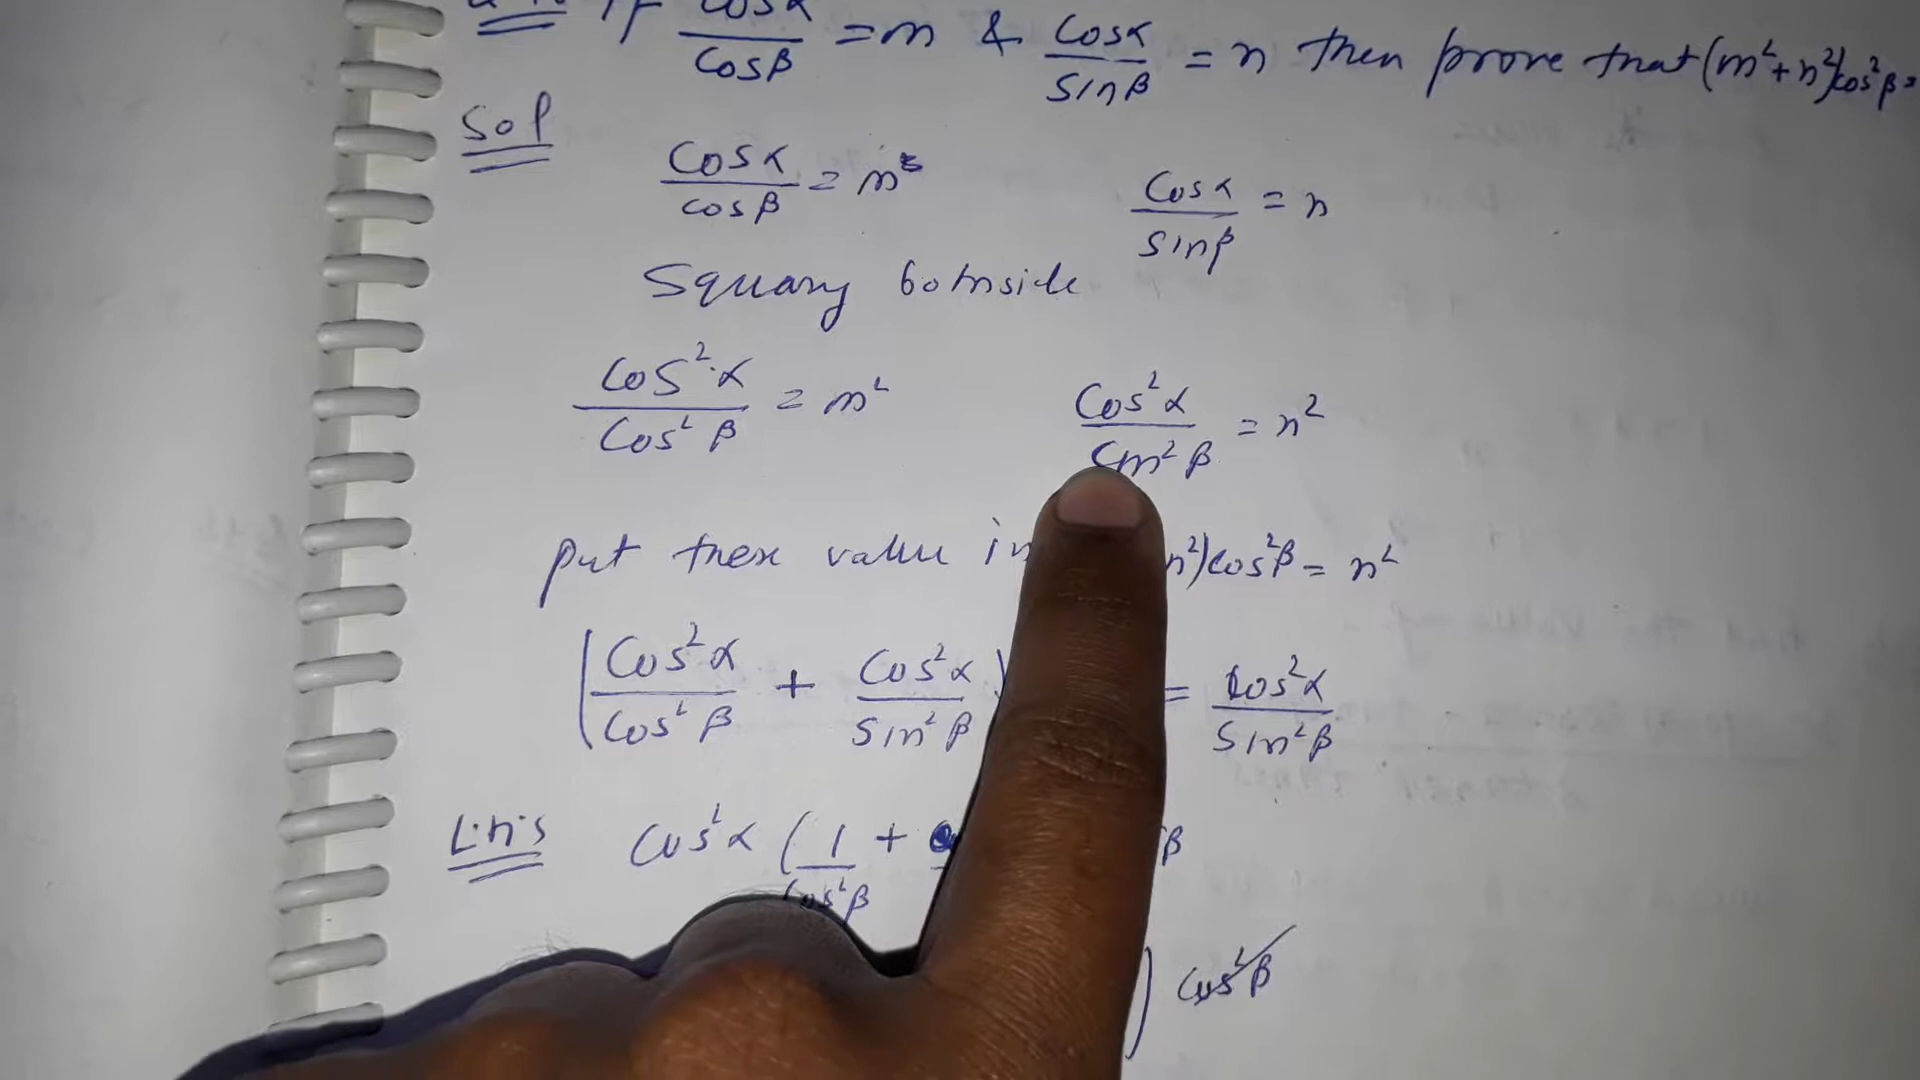 If cosα/cosβ = m & cosα/sinβ = n then prove that (m²+n²)cos²β =
Sol
cosα/cosβ = m cosα/sinβ = n
Squary bothside
cos²α/cos²β = m² cos²α/sin²β = n²
put these value in n²)cos²β = n²
(cos²α/cos²β + cos²α/sin²β) = cos²α/sin²β
L.H.S cos²α (1/cos²β + β
) cos²β